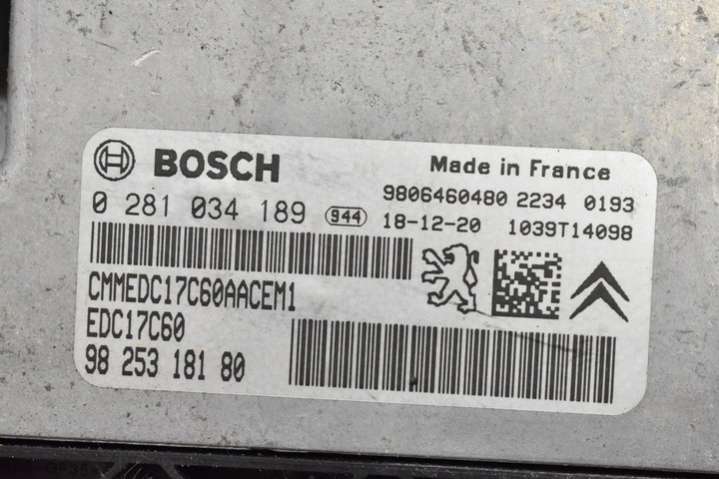 BOSCH
Made in France
0 281 034 189
944
9806460480 2234 0193
18-12-20 1039T14098
CMMEDC17C60AACEM1
EDC17C60
98 253 181 80